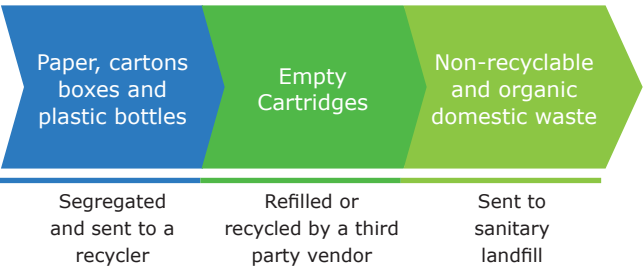 Paper, cartons
boxes and
plastic bottles
Empty
Cartridges
Non-recyclable
and organic
domestic waste
Segregated
and sent to a
recycler
Refilled or
recycled by a third
party vendor
Sent to
sanitary
landfill